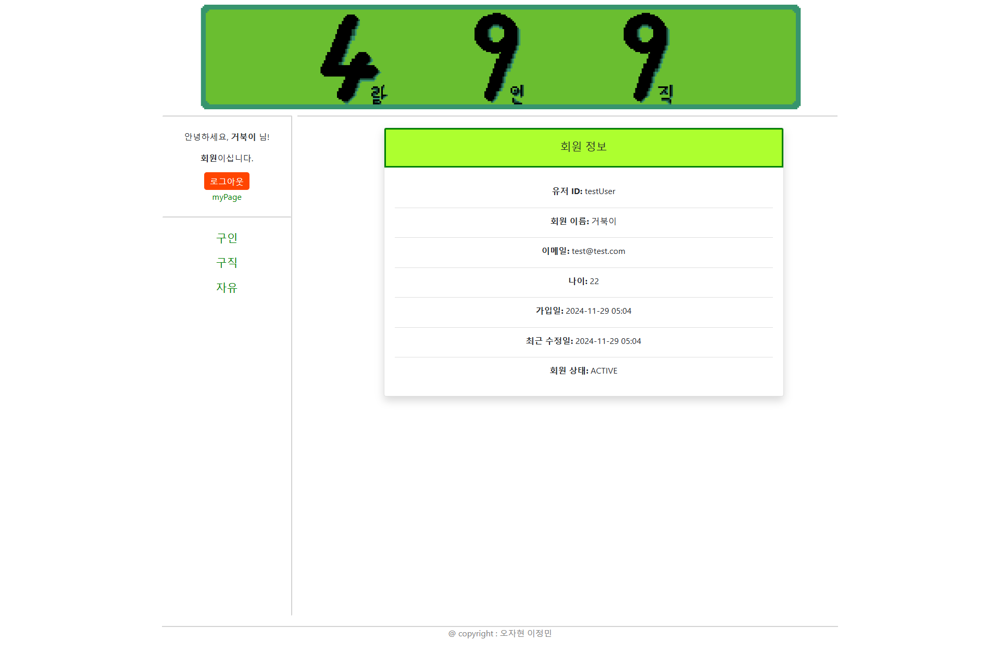 4람 9인 9직
안녕하세요, 거북이 님!
회원이십니다.
로그아웃
myPage
구인
구직
자유
회원 정보
유저 ID: testUser
회원 이름: 거북이
이메일: test@test.com
나이: 22
가입일: 2024-11-29 05:04
최근 수정일: 2024-11-29 05:04
회원 상태: ACTIVE
@ copyright : 오자현 이정민